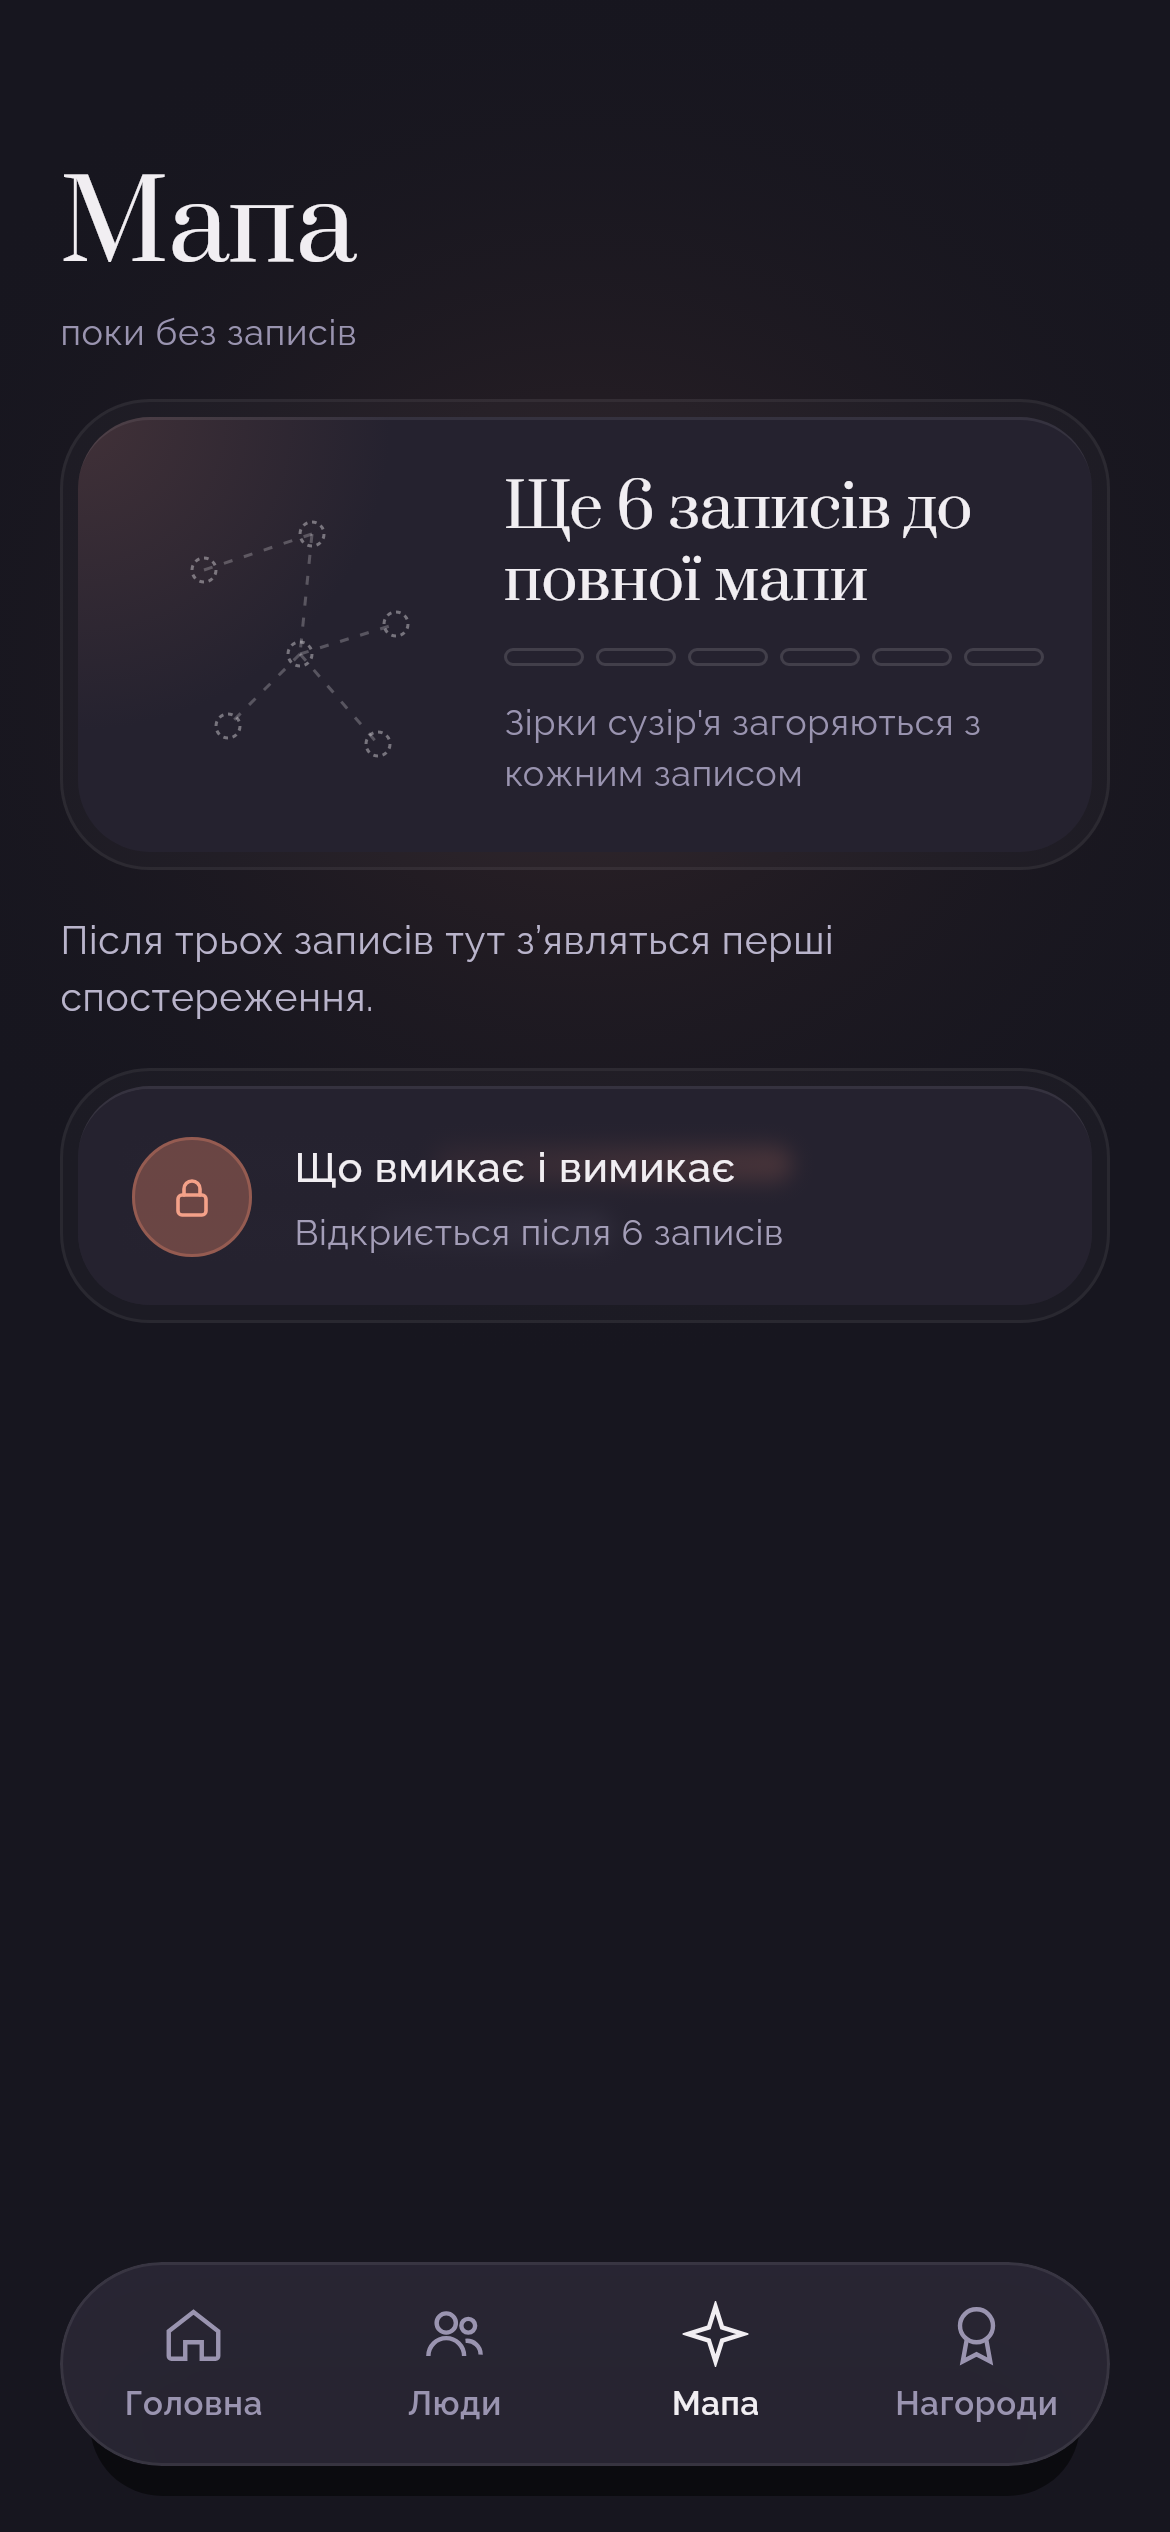 Мапа
поки без записів
Ще 6 записів до
повної мапи
Зірки сузір'я загоряються з
кожним записом
Після трьох записів тут з’являться перші
спостереження.
Що вмикає і вимикає
Відкриється після 6 записів
Головна
Люди
Мапа
Нагороди